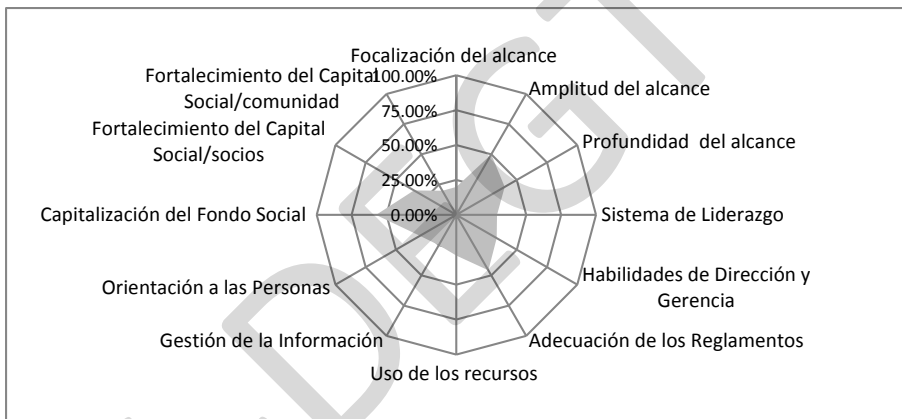 Focalización del alcance
Amplitud del alcance
Profundidad del alcance
Sistema de Liderazgo
Habilidades de Dirección y
Gerencia
Adecuación de los Reglamentos
Uso de los recursos
Gestión de la Información
Orientación a las Personas
Capitalización del Fondo Social
Fortalecimiento del Capital
Social/socios
Fortalecimiento del Capital
Social/comunidad
100.00%
75.00%
50.00%
25.00%
0.00%